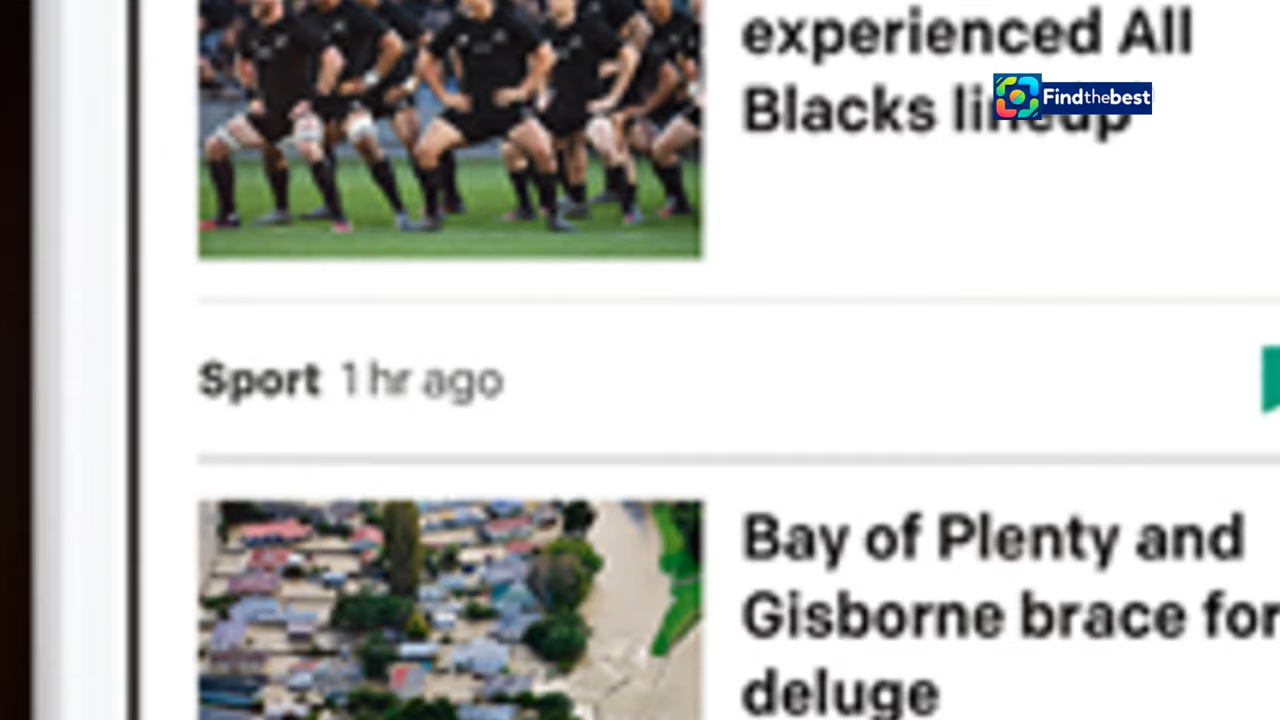 experienced All
Blacks lineup
Findthebest
Sport 1 hr ago
Bay of Plenty and
Gisborne brace for
deluge